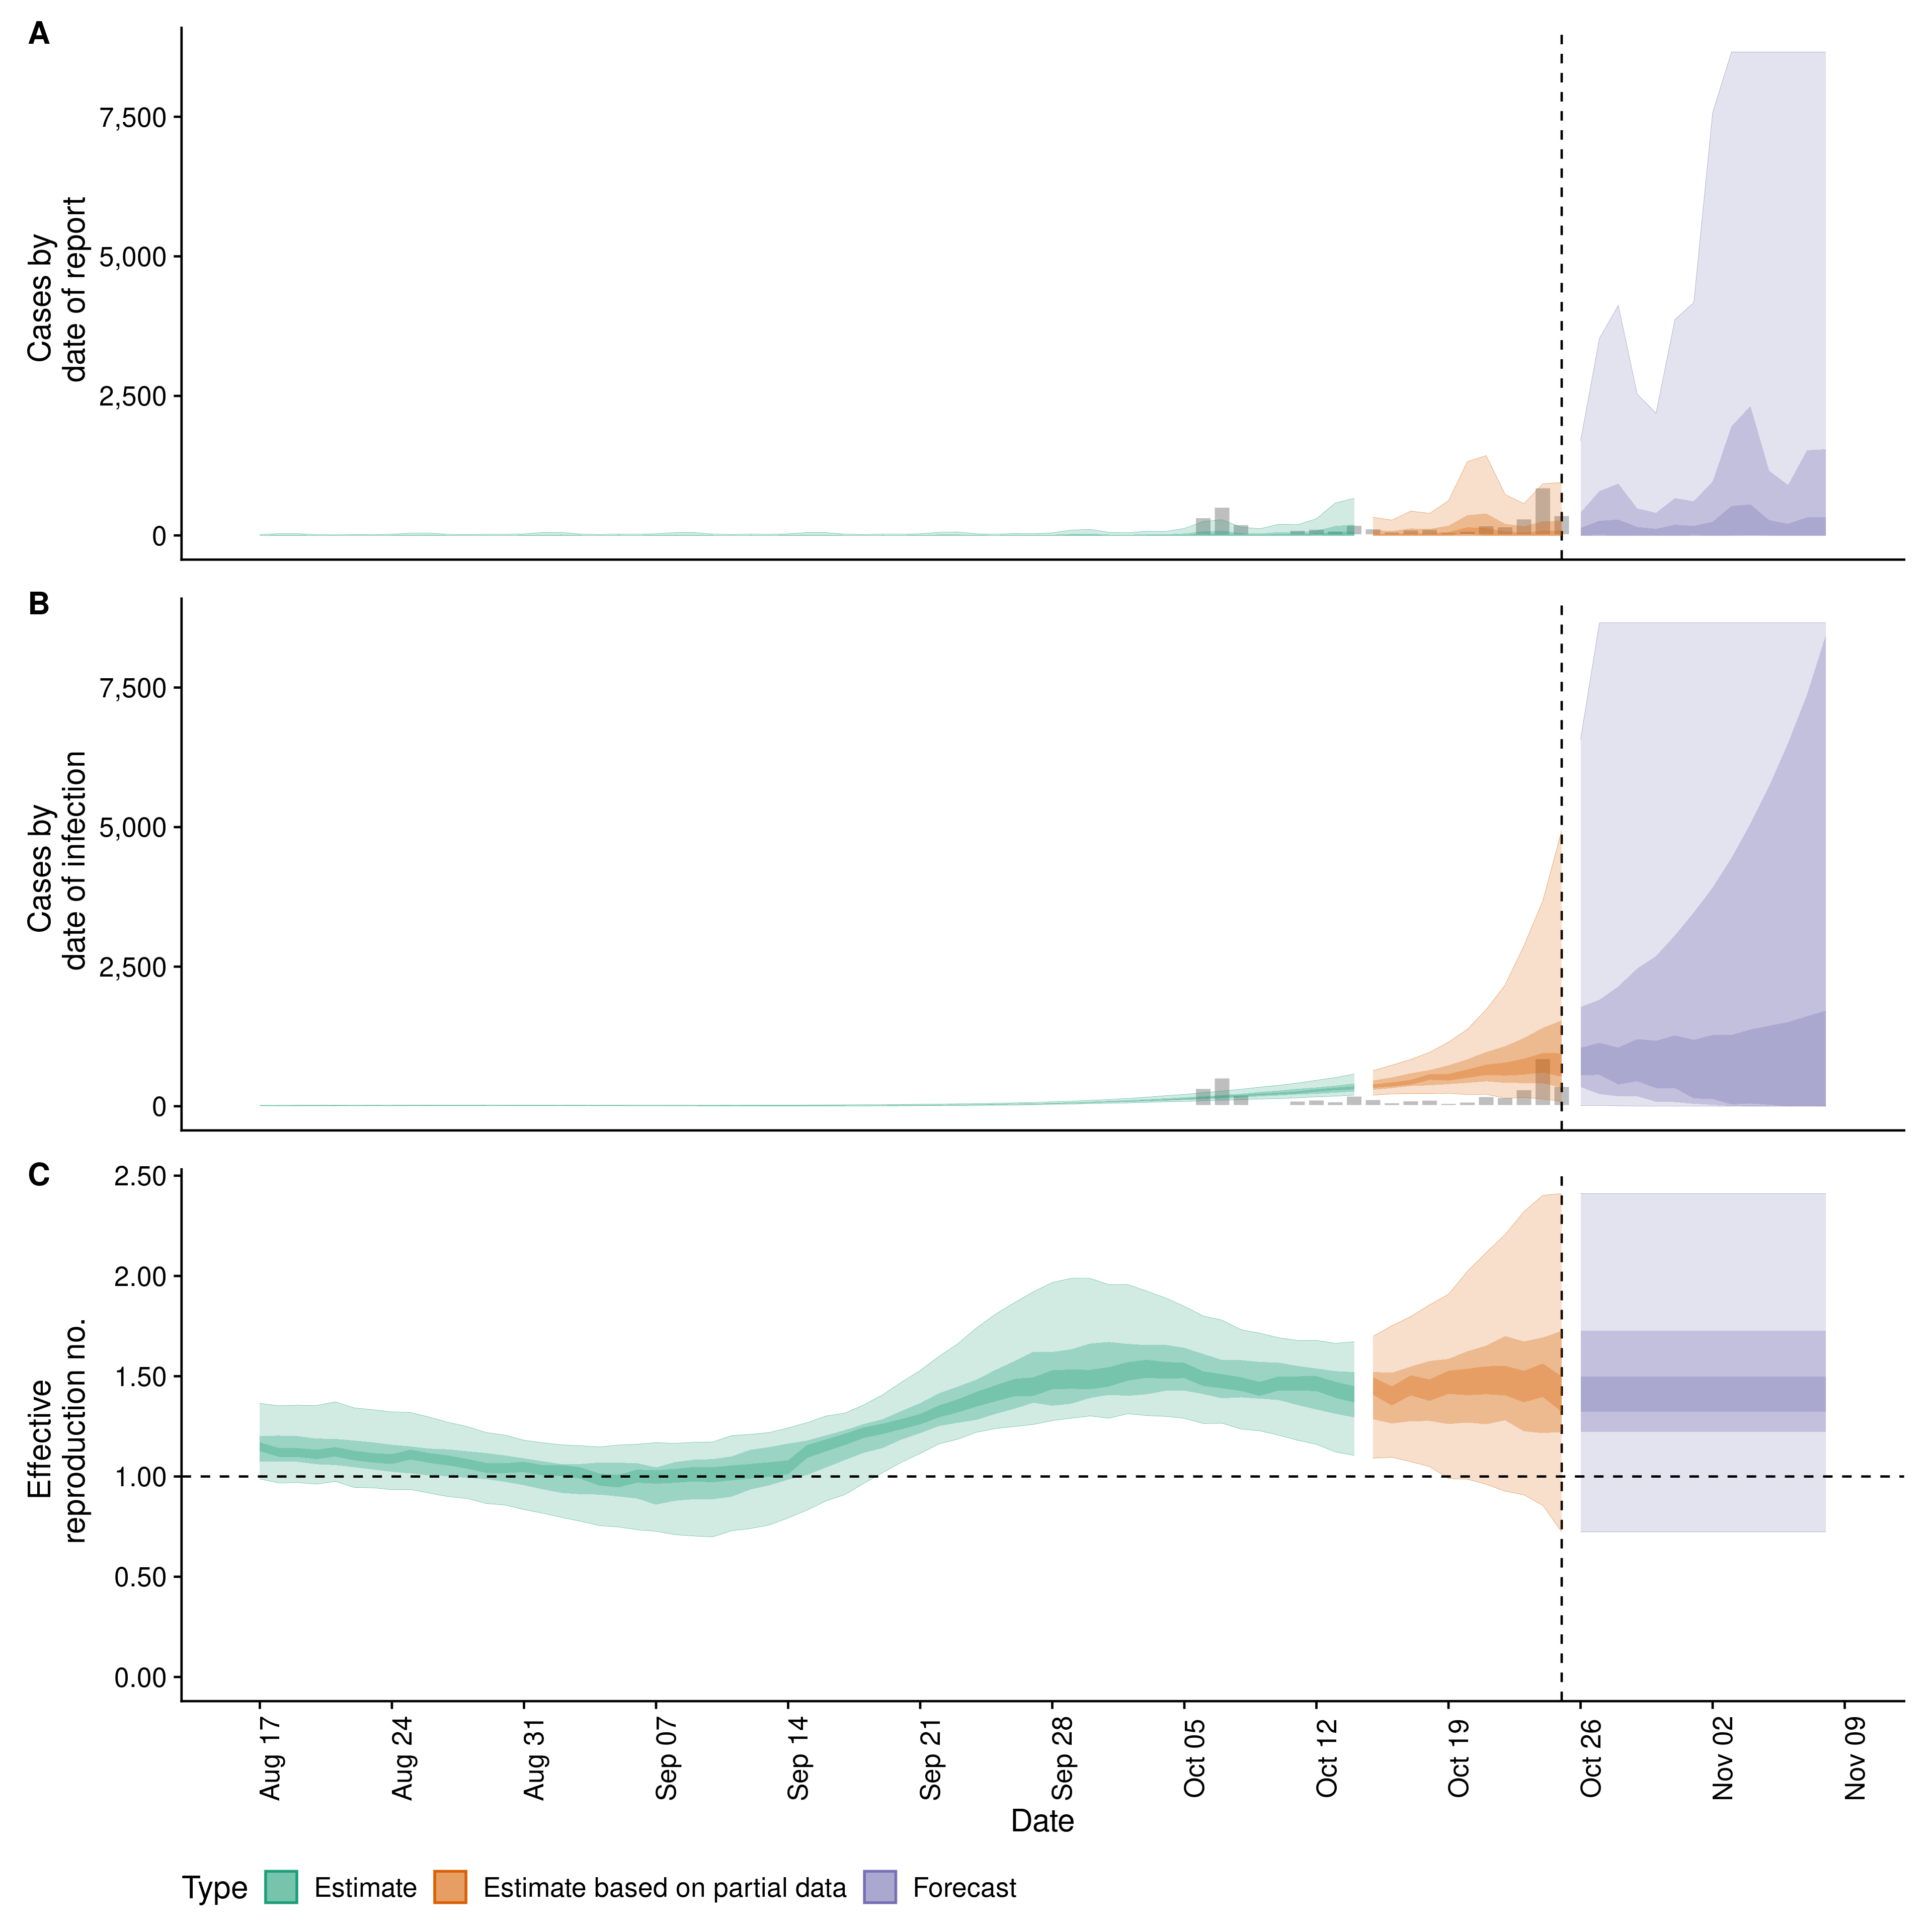 A
Cases by
date of report
7,500
5,000
2,500
0
B
Cases by
date of infection
7,500
5,000
2,500
0
C
Effective
reproduction no.
2.50
2.00
1.50
1.00
0.50
0.00
Aug 17
Aug 24
Aug 31
Sep 07
Sep 14
Sep 21
Sep 28
Oct 05
Oct 12
Oct 19
Oct 26
Nov 02
Nov 09
Date
Type Estimate Estimate based on partial data Forecast